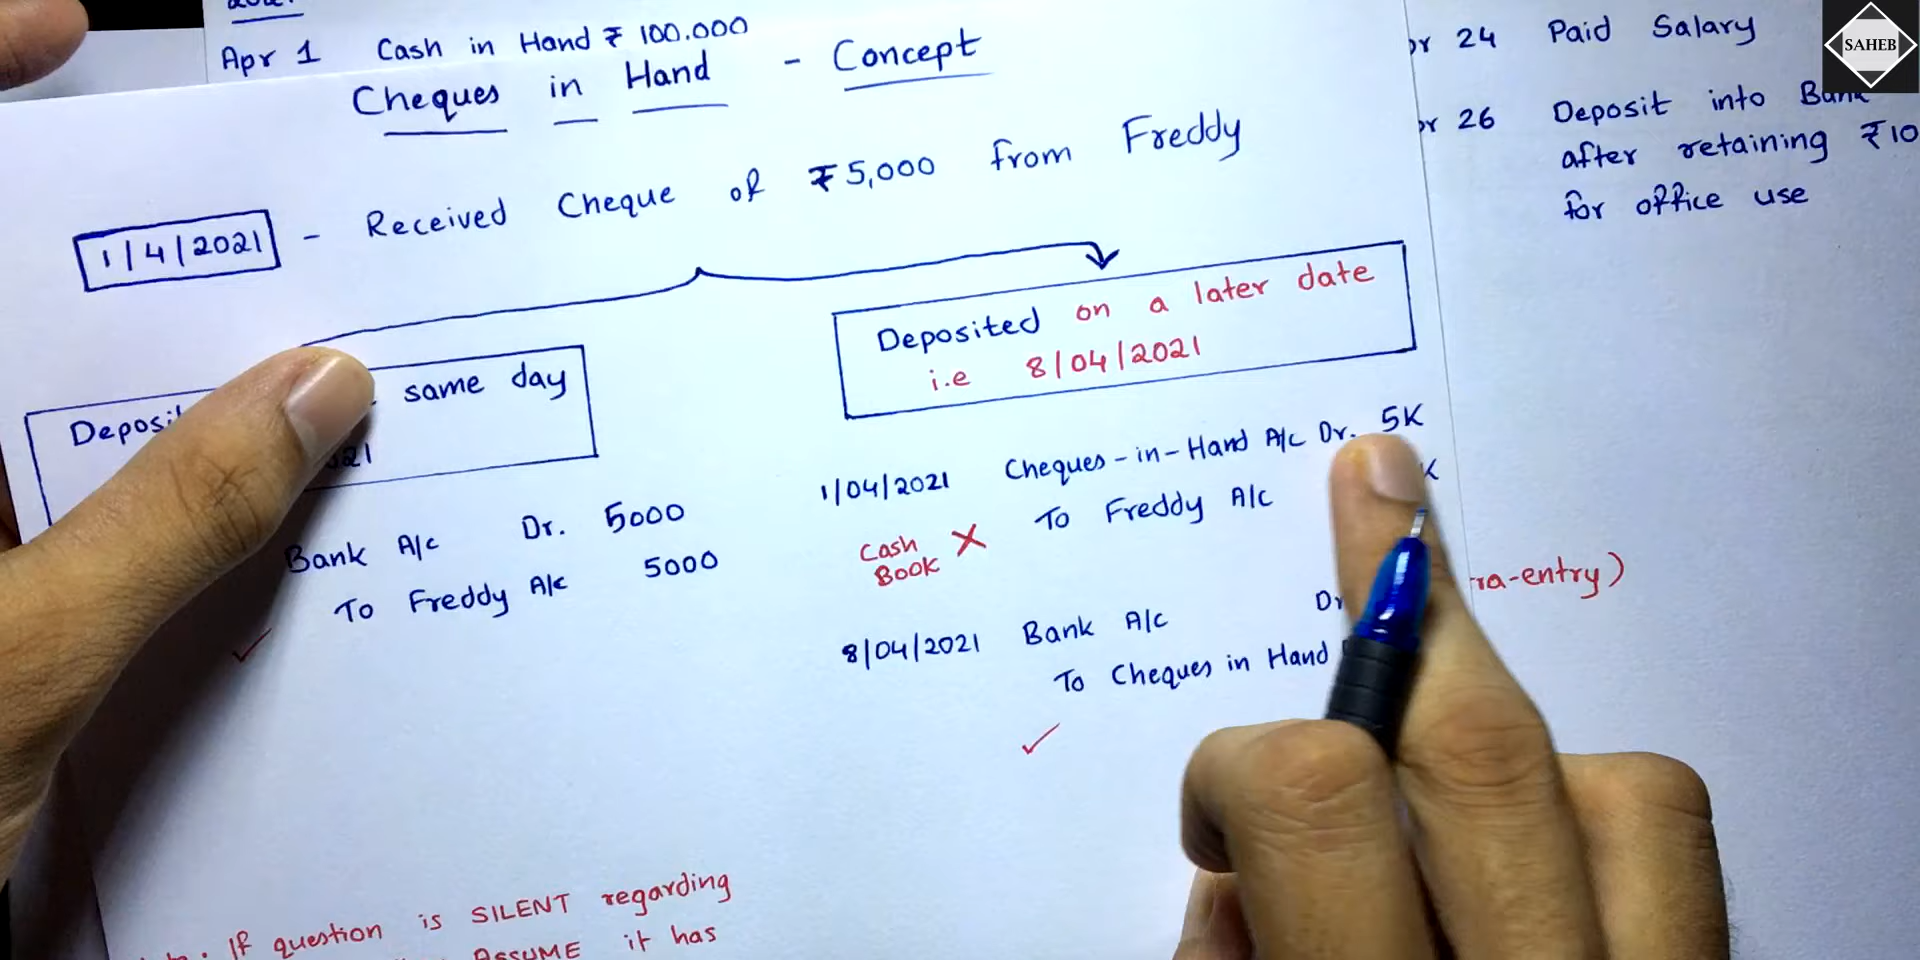 Apr 1 Cash in Hand ₹ 100.000
Cheques in Hand - Concept
1/4/2021 - Received Cheque of ₹5,000 from Freddy
same day
Deposited on a later date
i.e 8/04/2021
Bank A/c Dr. 5000
To Freddy A/c 5000
1/04/2021 Cheques-in-Hand A/c Dr. 5K
To Freddy A/c
Cash
Book
8/04/2021 Bank A/c
To Cheques in Hand
ra-entry)
If question is SILENT regarding
ASSUME it has
24 Paid Salary
26 Deposit into Bank
after retaining ₹10
for office use
SAHEB